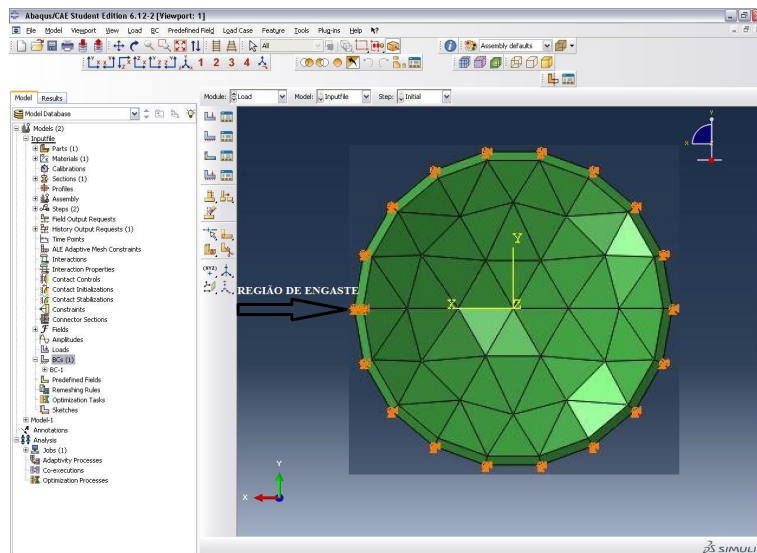 Abaqus/CAE Student Edition 6.12-2 [Viewport: 1]
File Model Viewport View Load BC Predefined Field Load Case Feature Tools Plug-ins Help
All
Assembly defaults
1 2 3 4
Model Results
Module: Load Model: Inputfile Step: Initial
Model Database
Models (2)
Inputfile
Parts (1)
Materials (1)
Calibrations
Sections (1)
Profiles
Assembly
Steps (2)
Field Output Requests
History Output Requests (1)
Time Points
ALE Adaptive Mesh Constraints
Interactions
Interaction Properties
Contact Controls
Contact Initializations
Contact Stabilizations
Constraints
Connector Sections
Fields
Amplitudes
Loads
BCs (1)
BC-1
Predefined Fields
Remeshing Rules
Optimization Tasks
Sketches
Model-1
Annotations
Analysis
Jobs (1)
Adaptivity Processes
Co-executions
Optimization Processes
(XYZ)
REGIÃO DE ENGASTE
Y
X Z
Y
X
Y
X
SIMULI